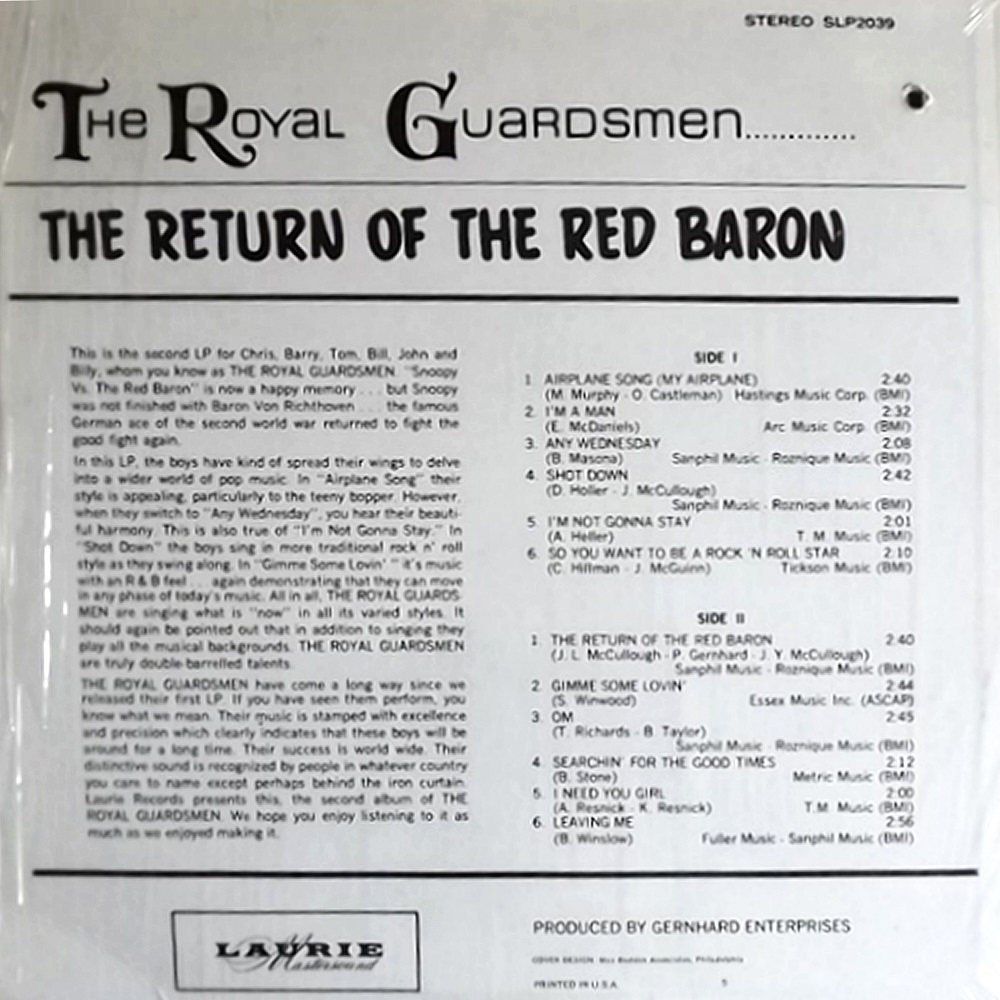 STEREO SLP2039
THE ROYAL GUARDSMEN.............
THE RETURN OF THE RED BARON
This is the second LP for Chris, Barry, Tom, Bill, John and
Billy, whom you know as THE ROYAL GUARDSMEN. "Snoopy
Vs. The Red Baron" is now a happy memory . . . but Snoopy
was not finished with Baron Von Richthoven . . . the famous
German ace of the second world war returned to fight the
good fight again.
In this LP, the boys have kind of spread their wings to delve
into a wider world of pop music. In "Airplane Song" their
style is appealing, particularly to the teeny bopper. However,
when they switch to "Any Wednesday", you hear their beauti-
ful harmony. This is also true of "I'm Not Gonna Stay." In
"Shot Down" the boys sing in more traditional rock n' roll
style as they swing along. In "Gimme Some Lovin' " it's music
with an R & B feel . . . again demonstrating that they can move
in any phase of today's music. All in all, THE ROYAL GUARDS-
MEN are singing what is "now" in all its varied styles. It
should again be pointed out that in addition to singing they
play all the musical backgrounds. THE ROYAL GUARDSMEN
are truly double-barrelled talents.
THE ROYAL GUARDSMEN have come a long way since we
released their first LP. If you have seen them perform, you
know what we mean. Their music is stamped with excellence
and precision which clearly indicates that these boys will be
around for a long time. Their success is world wide. Their
distinctive sound is recognized by people in whatever country
you care to name except perhaps behind the iron curtain.
Laurie Records presents this, the second album of THE
ROYAL GUARDSMEN. We hope you enjoy listening to it as
much as we enjoyed making it.
SIDE I
1. AIRPLANE SONG (MY AIRPLANE) 2:40
(M. Murphy - O. Castleman) Hastings Music Corp. (BMI)
2. I'M A MAN 2:32
(E. McDaniels) Arc Music Corp. (BMI)
3. ANY WEDNESDAY 2:08
(B. Masona) Sanphil Music - Roznique Music (BMI)
4. SHOT DOWN 2:42
(D. Holler - J. McCullough)
Sanphil Music - Roznique Music (BMI)
5. I'M NOT GONNA STAY 2:01
(A. Heller) T. M. Music (BMI)
6. SO YOU WANT TO BE A ROCK 'N ROLL STAR 2:10
(C. Hillman - J. McGuinn) Tickson Music (BMI)
SIDE II
1. THE RETURN OF THE RED BARON 2:40
(J. L. McCullough - P. Gernhard - J. Y. McCullough)
Sanphil Music - Roznique Music (BMI)
2. GIMME SOME LOVIN' 2:44
(S. Winwood) Essex Music Inc. (ASCAP)
3. OM 2:45
(T. Richards - B. Taylor)
Sanphil Music - Roznique Music (BMI)
4. SEARCHIN' FOR THE GOOD TIMES 2:12
(B. Stone) Metric Music (BMI)
5. I NEED YOU GIRL 2:00
(A. Resnick - K. Resnick) T.M. Music (BMI)
6. LEAVING ME 2:56
(B. Winslow) Fuller Music - Sanphil Music (BMI)
LAURIE
Mastersound
PRODUCED BY GERNHARD ENTERPRISES
COVER DESIGN: Associates, Philadelphia
PRINTED IN U.S.A. 5